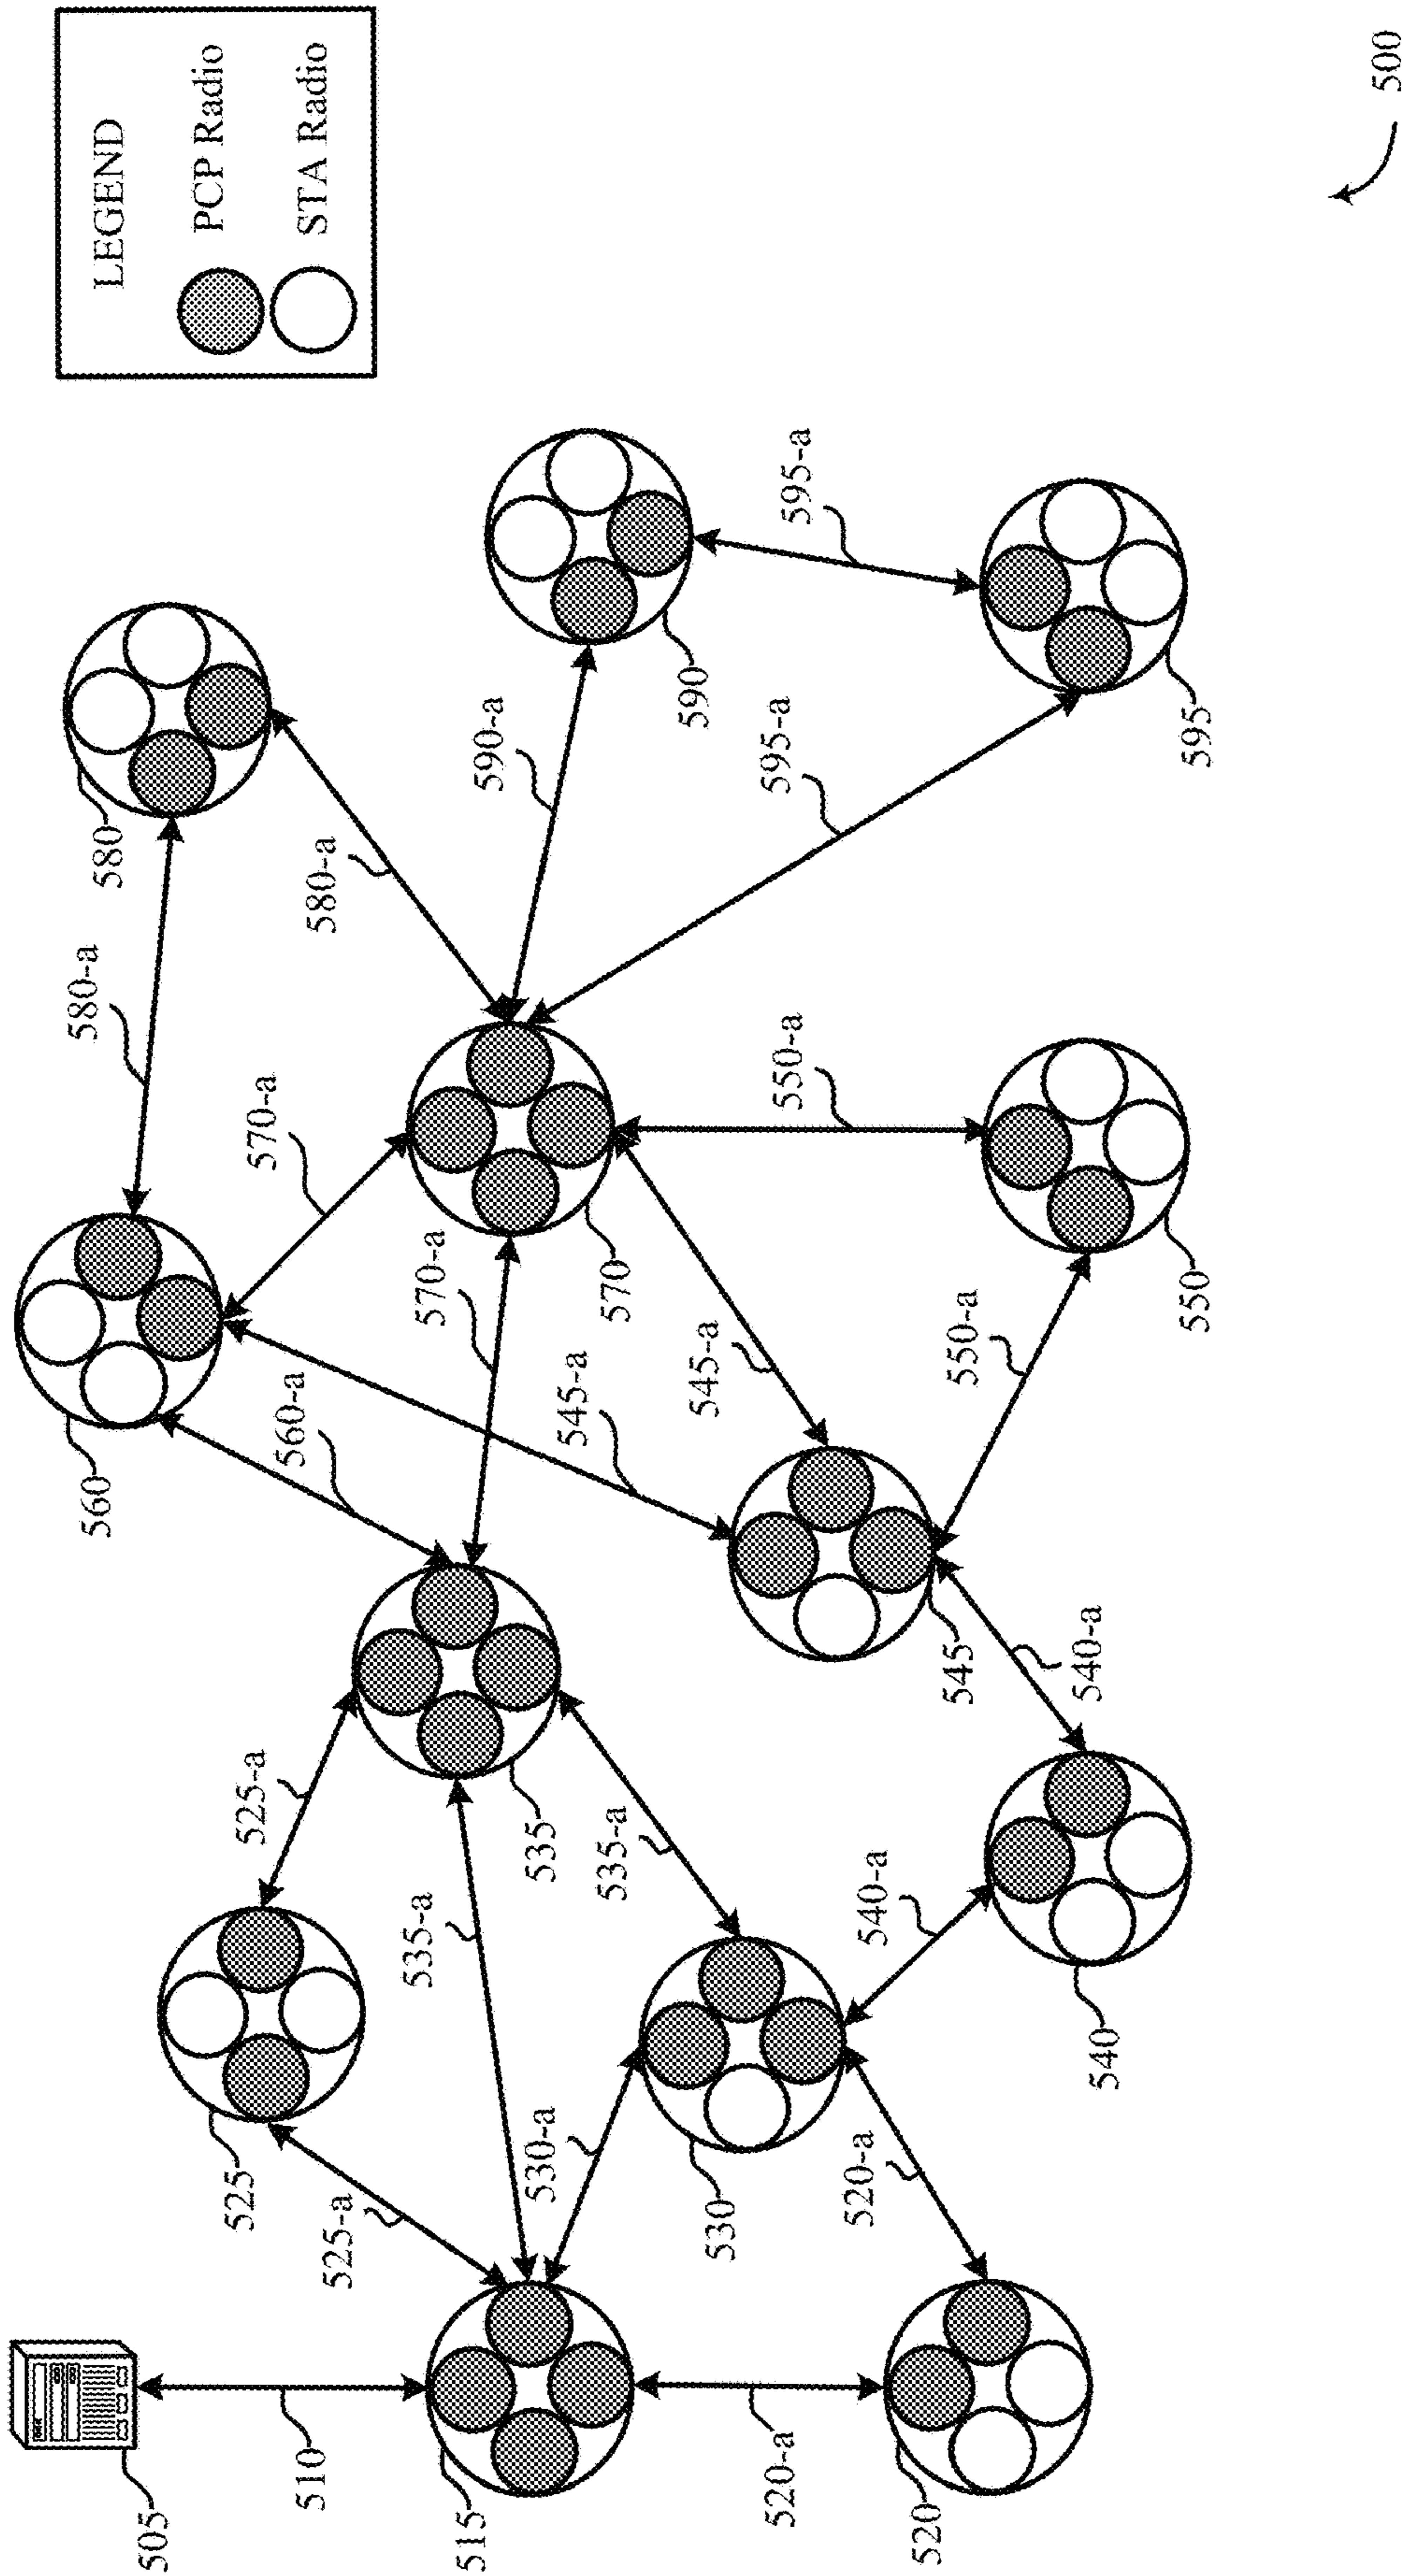 LEGEND
PCP Radio
STA Radio
505
510
515
520-a
520
525-a
525
530-a
530
520-a
535-a
525-a
535
535-a
540-a
540
540-a
545
545-a
545-a
560-a
560
570-a
570-a
570
550-a
550
550-a
580-a
580-a
580
590-a
590
595-a
595-a
595
500